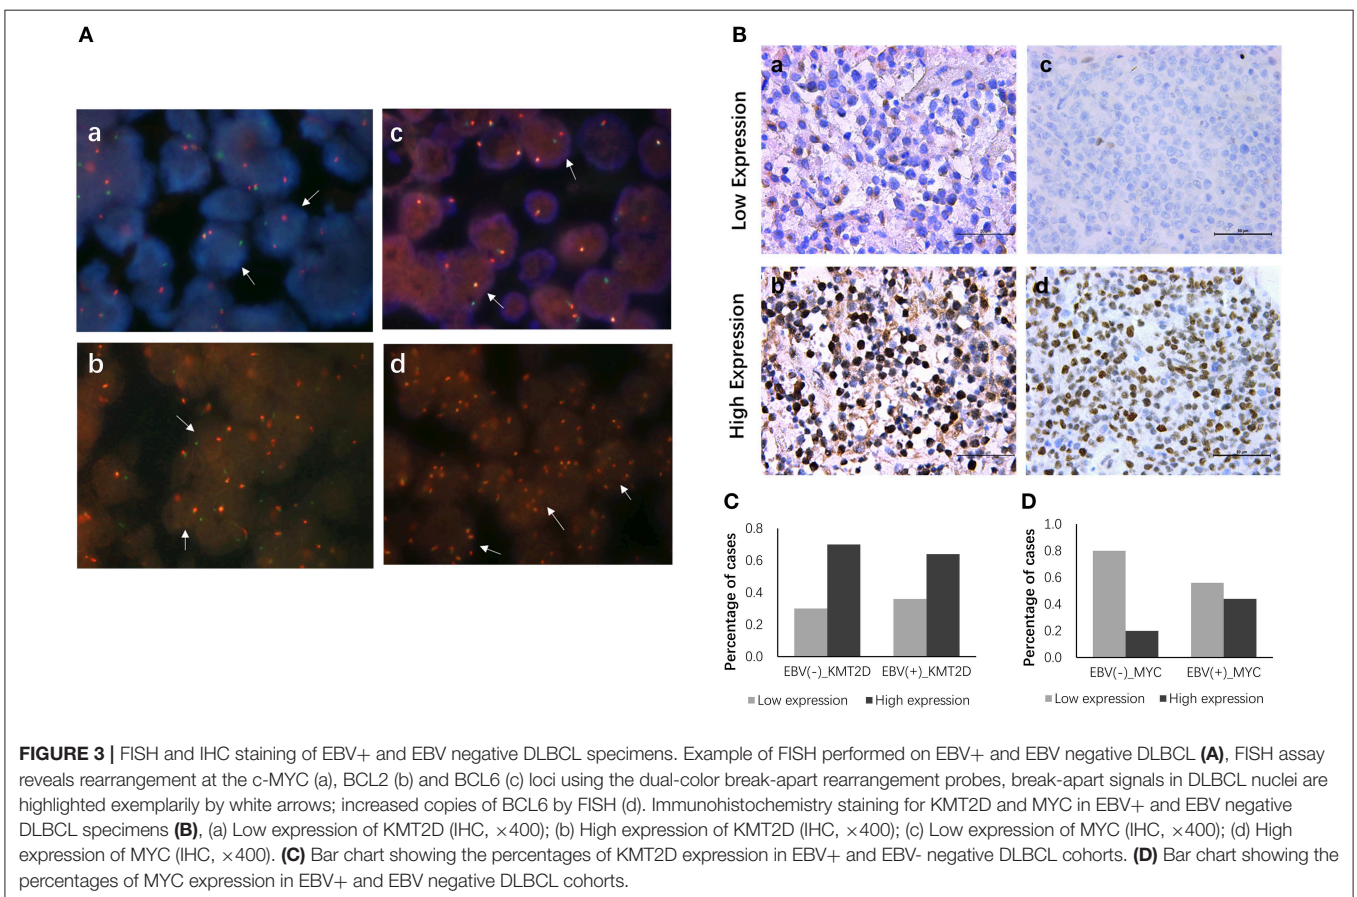 A
a
c
b
d
B
Low Expression
a
c
50 μm
High Expression
b
d
50 μm
C
Percentage of cases
0.8
0.6
0.4
0.2
0.0
EBV(-)_KMT2D EBV(+)_KMT2D
Low expression High expression
D
Percentage of cases
1.0
0.8
0.6
0.4
0.2
0.0
EBV(-)_MYC EBV(+)_MYC
Low expression High expression
FIGURE 3 | FISH and IHC staining of EBV+ and EBV negative DLBCL specimens. Example of FISH performed on EBV+ and EBV negative DLBCL (A), FISH assay
reveals rearrangement at the c-MYC (a), BCL2 (b) and BCL6 (c) loci using the dual-color break-apart rearrangement probes, break-apart signals in DLBCL nuclei are
highlighted exemplarily by white arrows; increased copies of BCL6 by FISH (d). Immunohistochemistry staining for KMT2D and MYC in EBV+ and EBV negative
DLBCL specimens (B), (a) Low expression of KMT2D (IHC, ×400); (b) High expression of KMT2D (IHC, ×400); (c) Low expression of MYC (IHC, ×400); (d) High
expression of MYC (IHC, ×400). (C) Bar chart showing the percentages of KMT2D expression in EBV+ and EBV- negative DLBCL cohorts. (D) Bar chart showing the
percentages of MYC expression in EBV+ and EBV negative DLBCL cohorts.